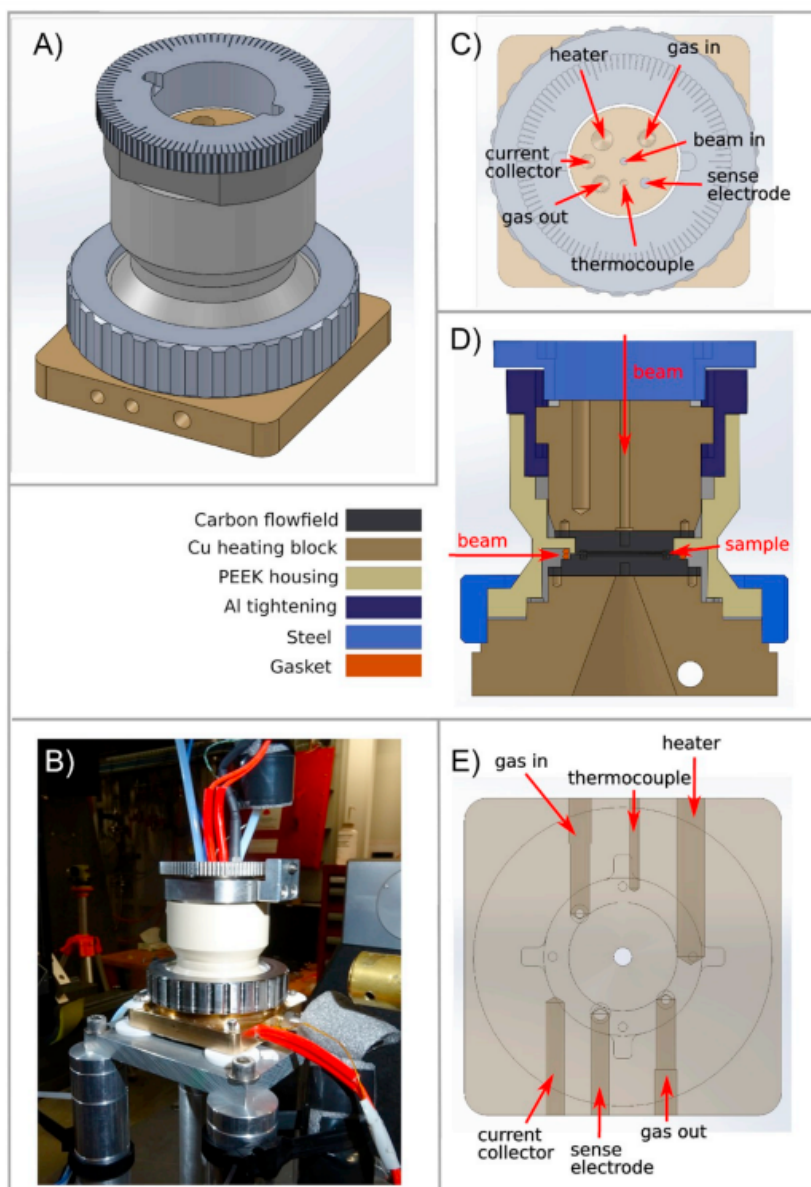 A)
C)
heater
gas in
current
collector
beam in
sense
electrode
gas out
thermocouple
D)
beam
beam
sample
Carbon flowfield
Cu heating block
PEEK housing
Al tightening
Steel
Gasket
B)
E)
heater
gas in
thermocouple
current
collector
sense
electrode
gas out